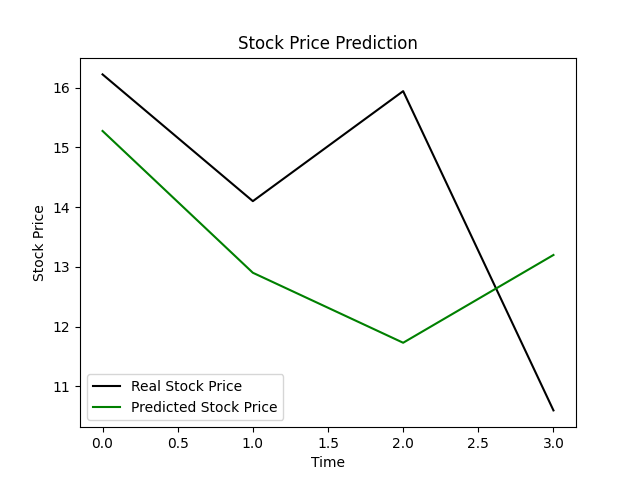 Stock Price Prediction
Stock Price
16
15
14
13
12
11
Real Stock Price
Predicted Stock Price
0.0 0.5 1.0 1.5 2.0 2.5 3.0
Time